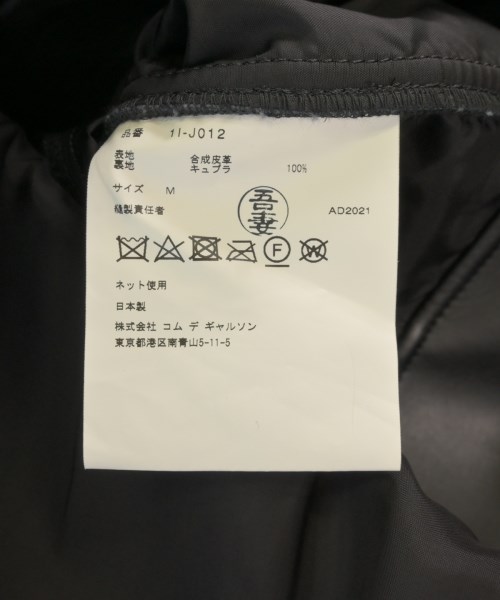 品番 1I-J012
表地 合成皮革
裏地 キュプラ 100%
サイズ M
縫製責任者 吾妻 AD2021
F W
ネット使用
日本製
株式会社 コム デ ギャルソン
東京都港区南青山5-11-5